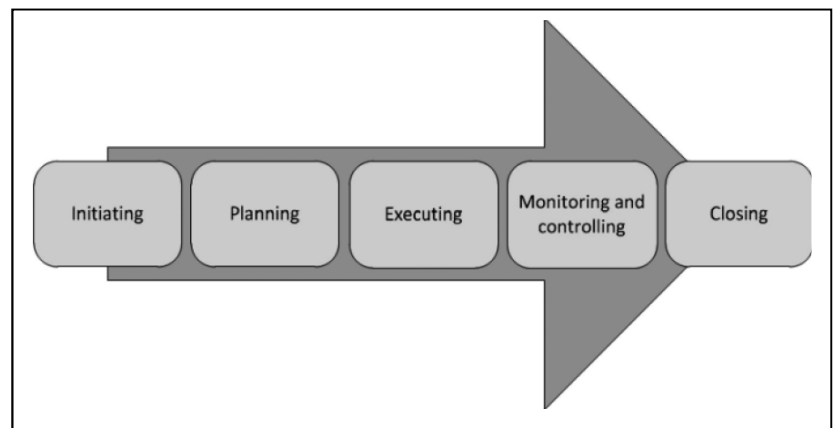 Initiating
Planning
Executing
Monitoring and
controlling
Closing